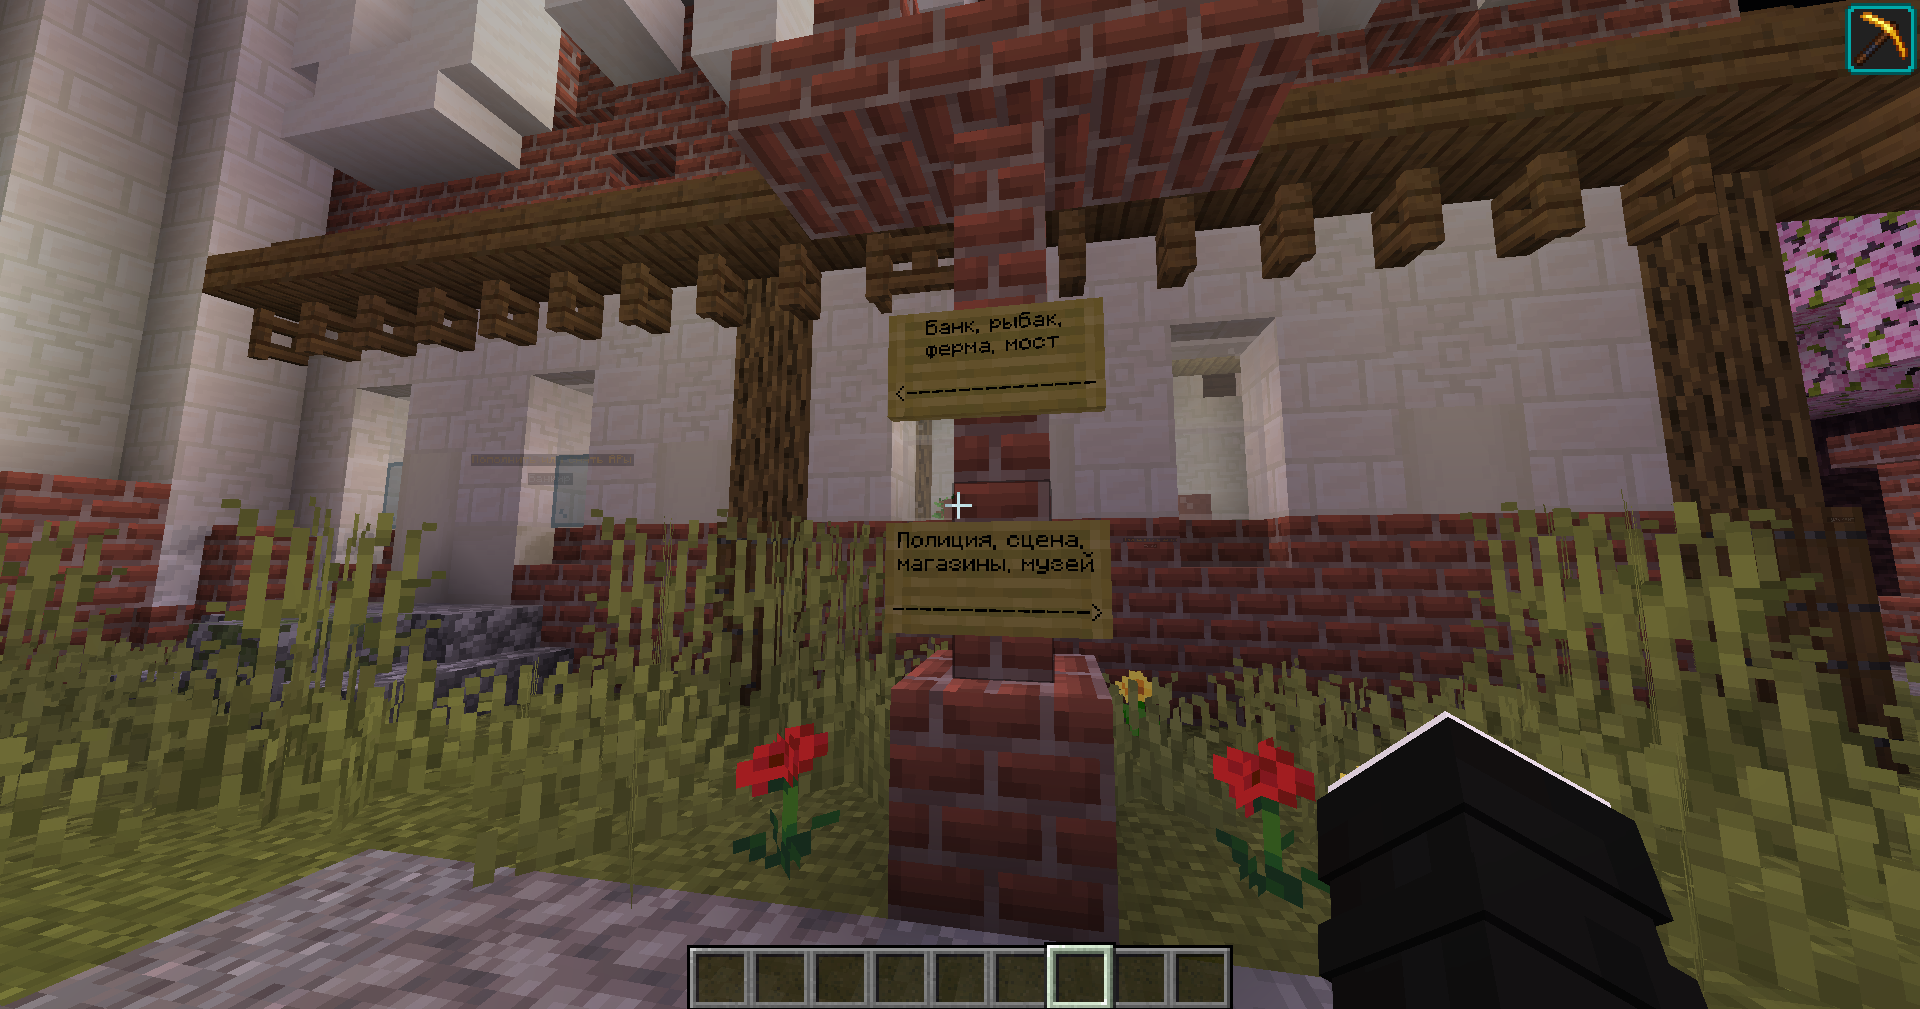 Банк, рыбак,
ферма, мост
<----------
Полиция, сцена,
магазины, музей
---------->